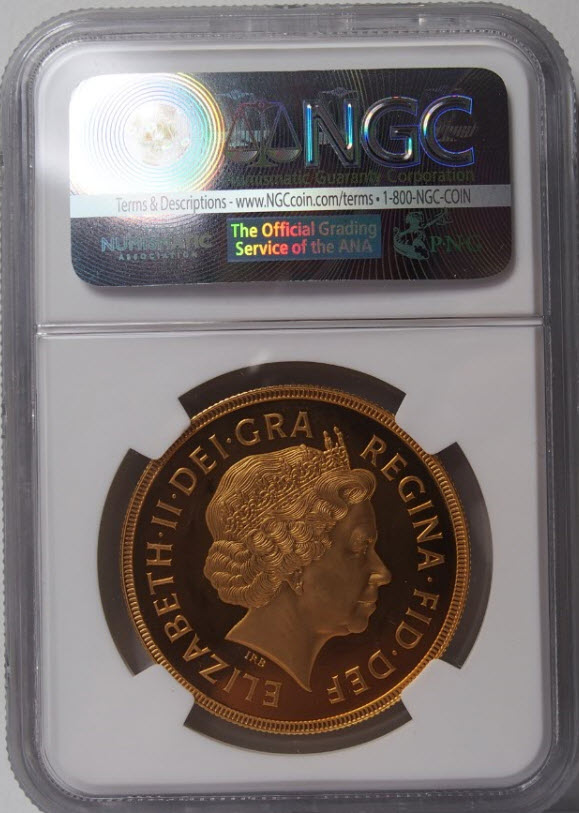 NGC
Numismatic Guaranty Corporation
Terms & Descriptions - www.NGCcoin.com/terms • 1-800-NGC-COIN
NUMISMATIC
ASSOCIATION
The Official Grading
Service of the ANA
P·N·G
ELIZABETH·II·DEI·GRA
REGINA·FID·DEF
IRB